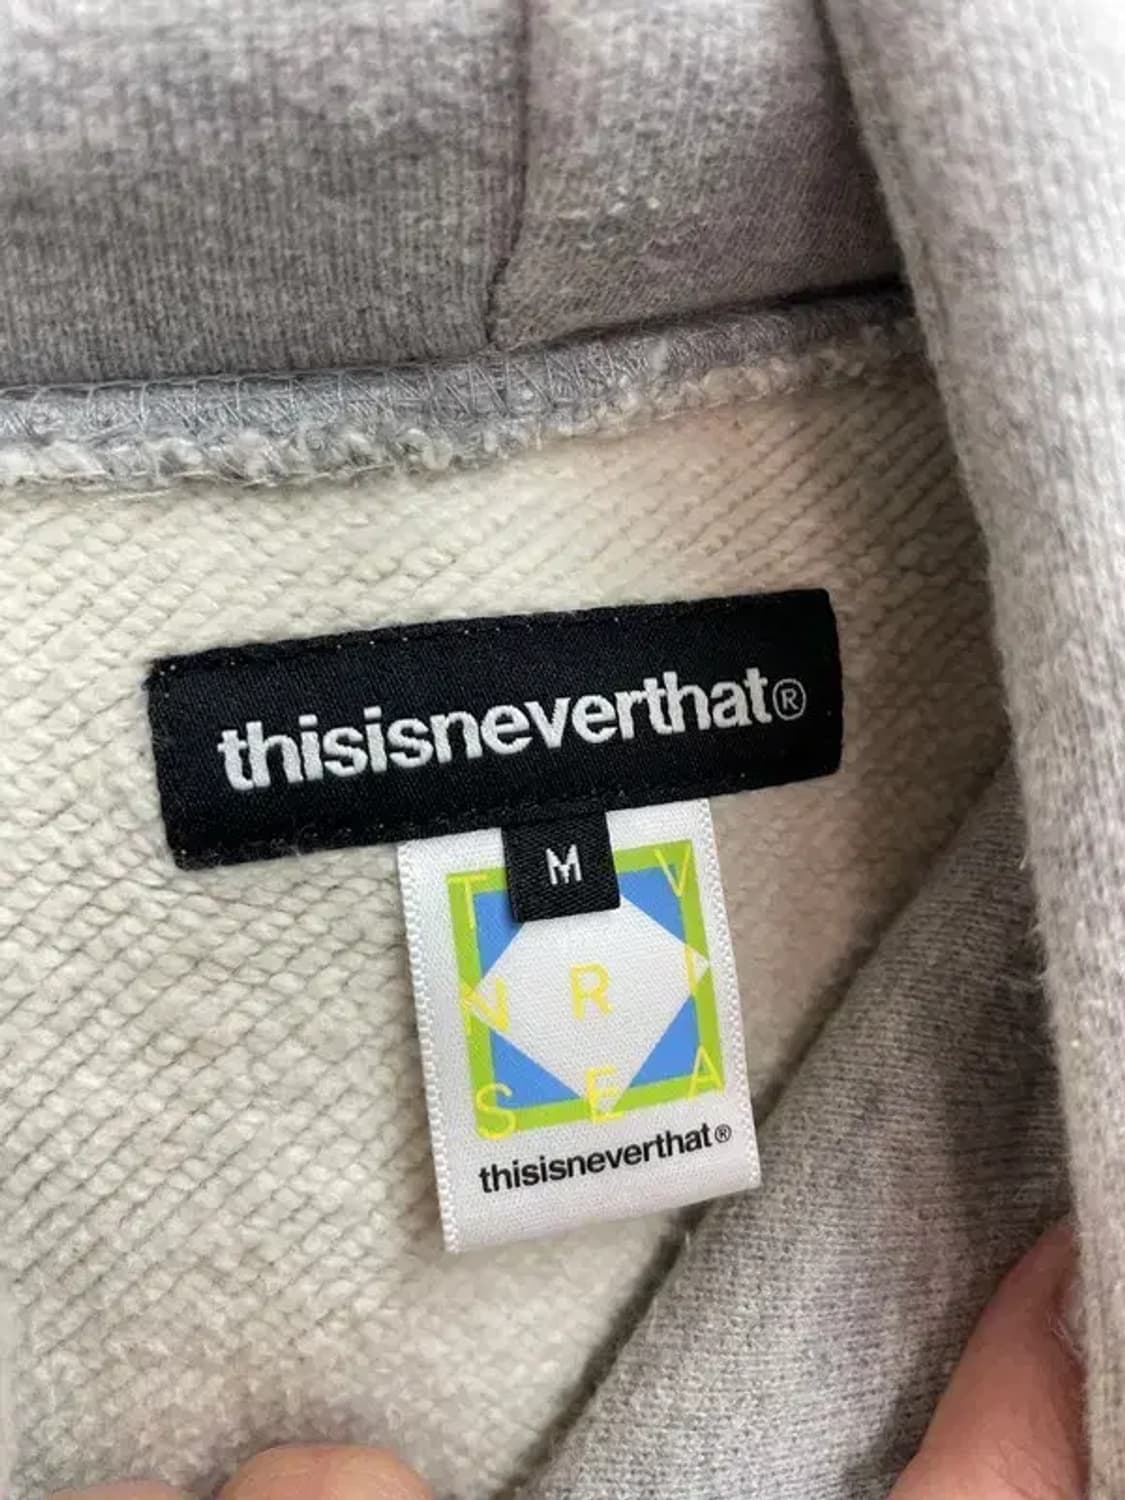 thisisneverthat®
M
T V
N R I
S E A
thisisneverthat®